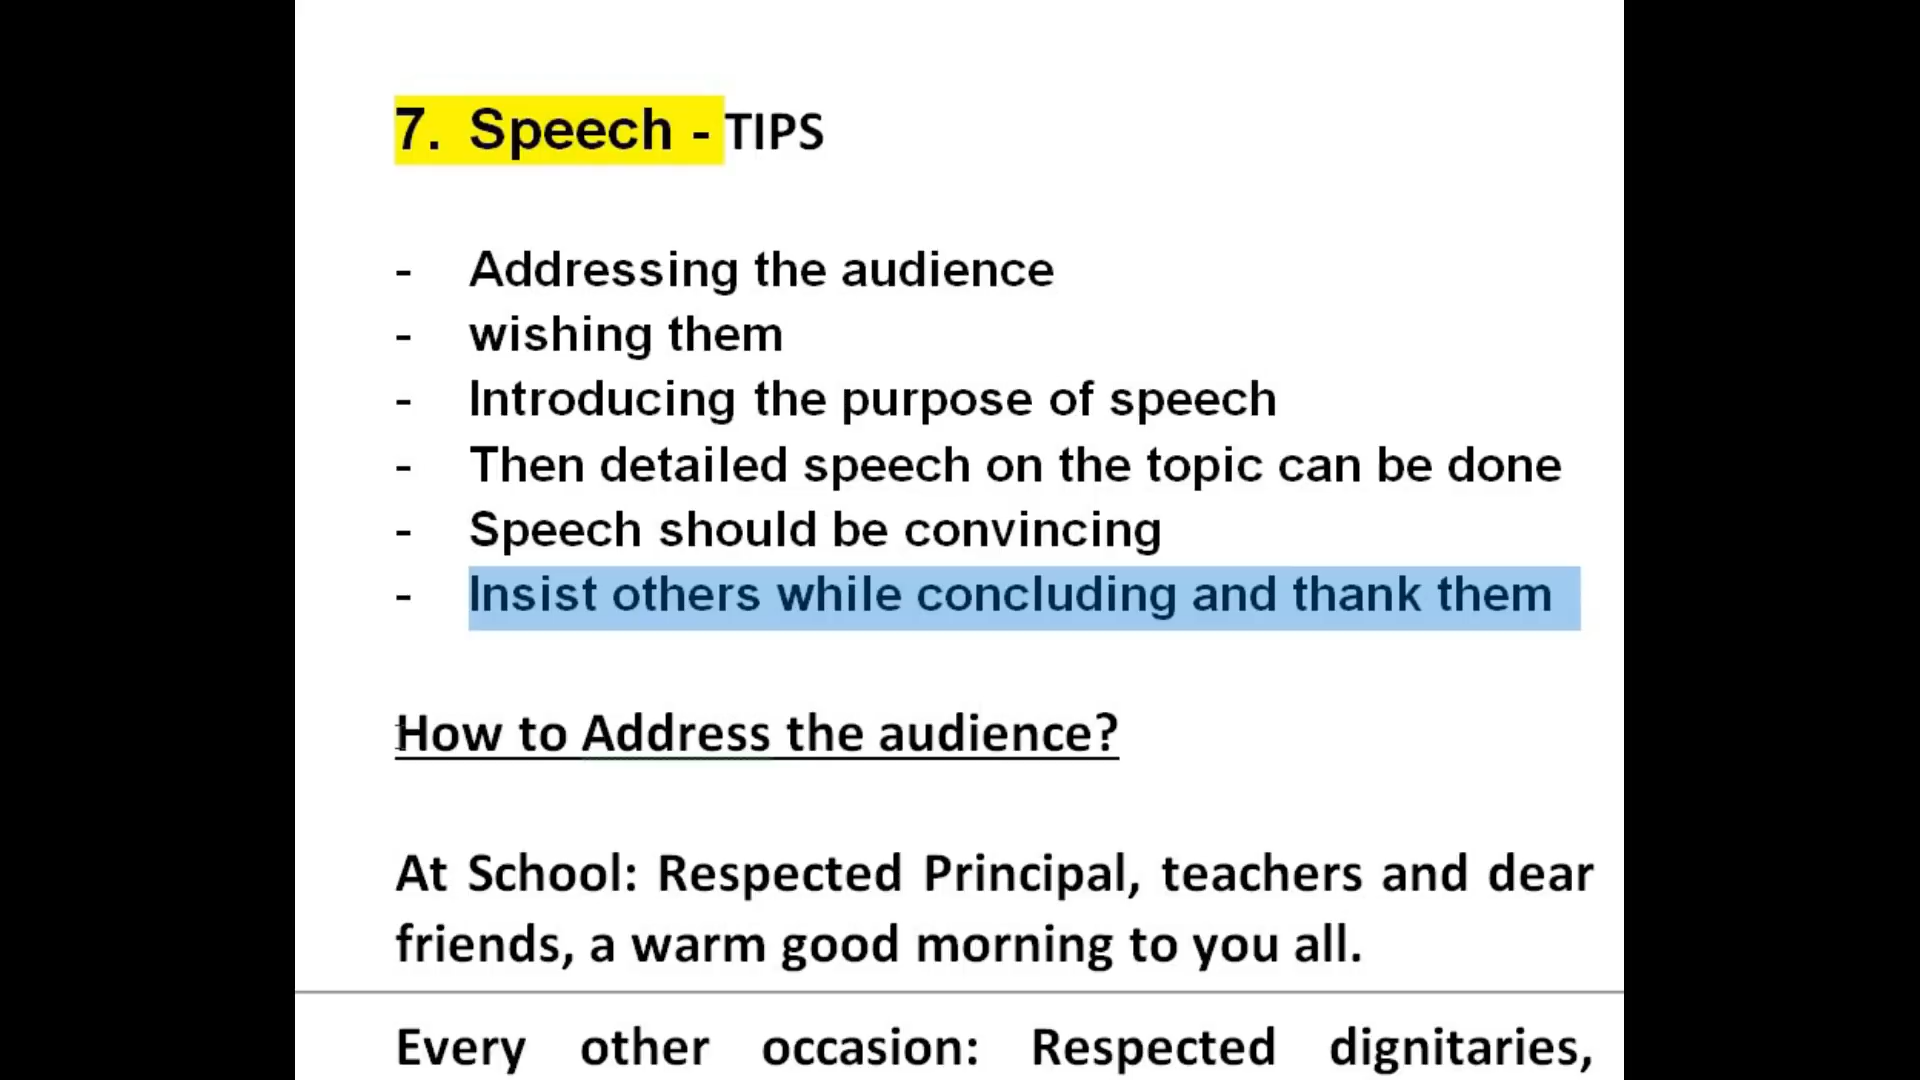 7. Speech - TIPS
- Addressing the audience
- wishing them
- Introducing the purpose of speech
- Then detailed speech on the topic can be done
- Speech should be convincing
- Insist others while concluding and thank them
How to Address the audience?
At School: Respected Principal, teachers and dear
friends, a warm good morning to you all.
Every other occasion: Respected dignitaries,